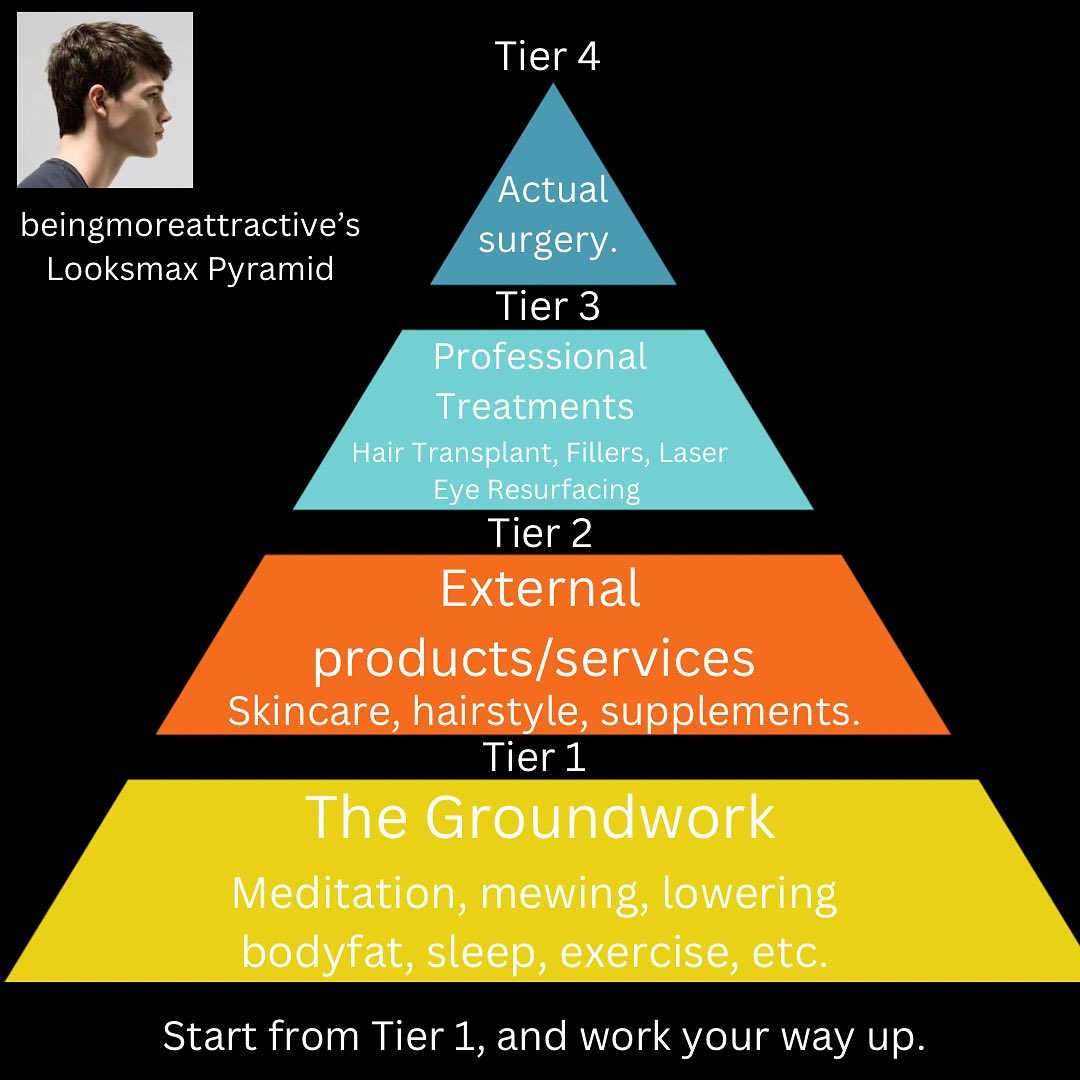 Tier 4
Actual
surgery.
beingmoreattractive’s
Looksmax Pyramid
Tier 3
Professional
Treatments
Hair Transplant, Fillers, Laser
Eye Resurfacing
Tier 2
External
products/services
Skincare, hairstyle, supplements.
Tier 1
The Groundwork
Meditation, mewing, lowering
bodyfat, sleep, exercise, etc.
Start from Tier 1, and work your way up.